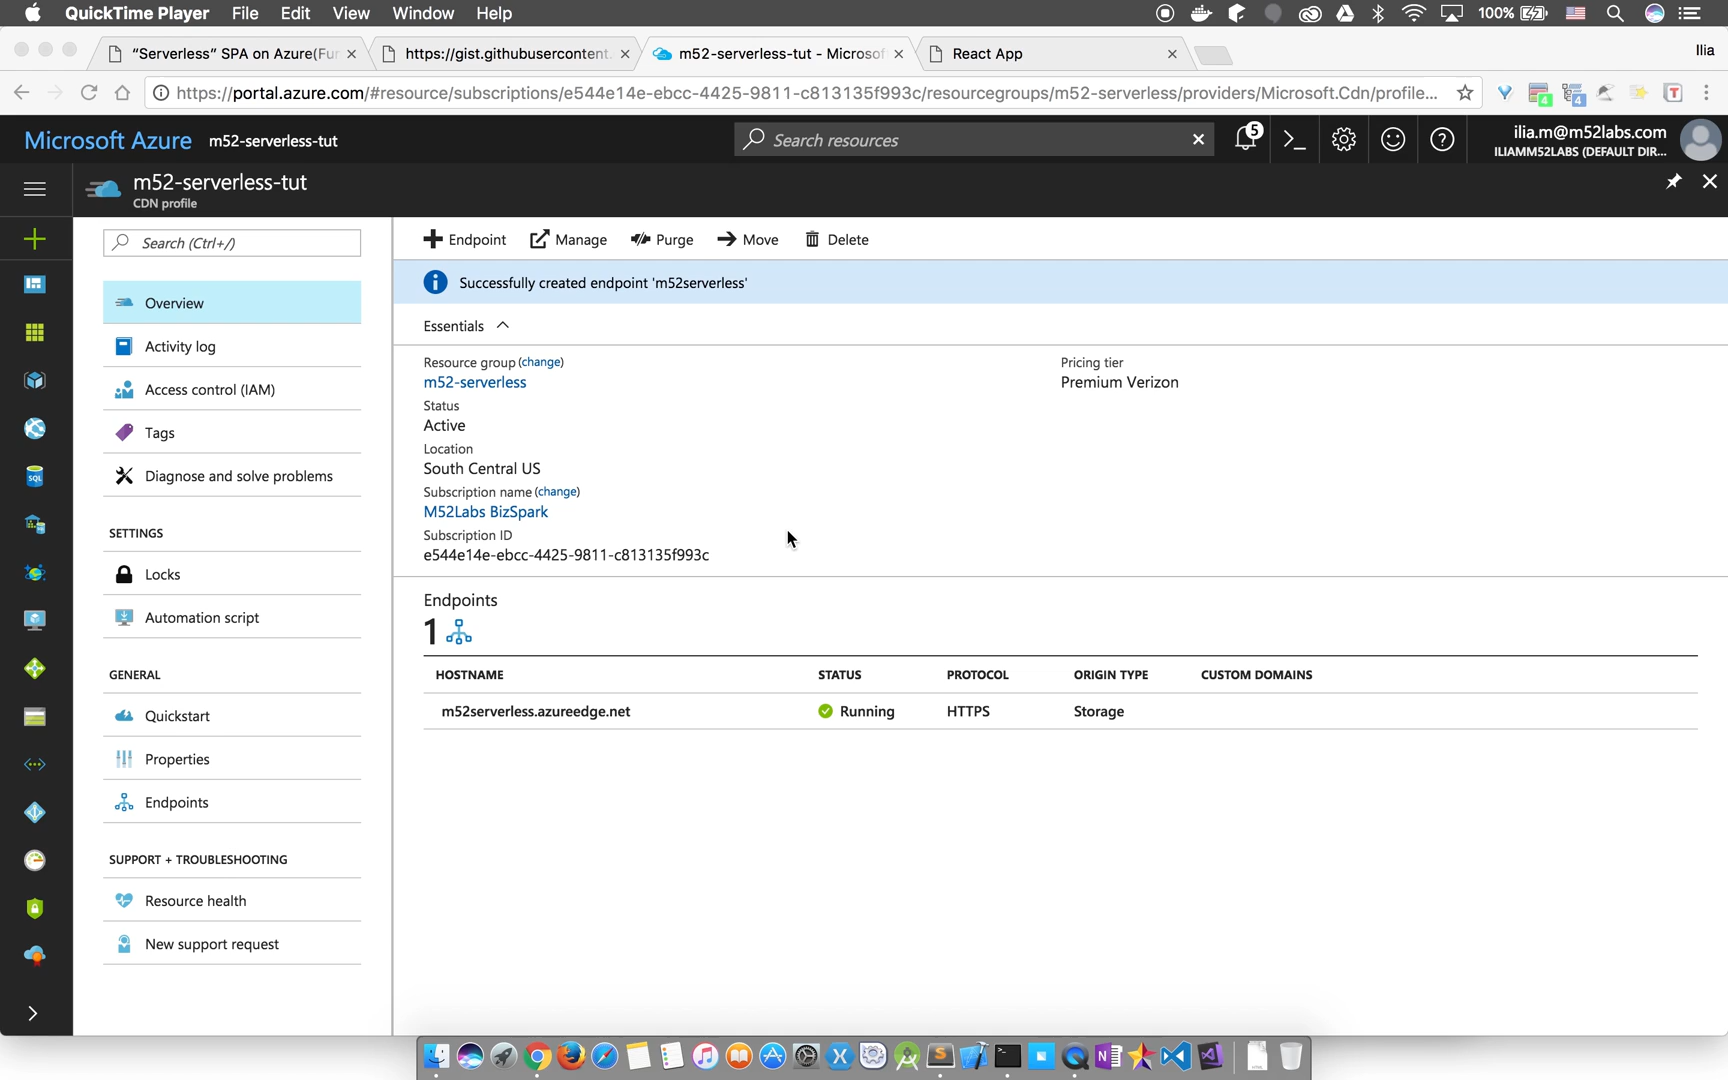 QuickTime Player File Edit View Window Help 100%
"Serverless" SPA on Azure(Fu
https://gist.githubusercontent.
m52-serverless-tut - Microsof
React App
Ilia
https://portal.azure.com/#resource/subscriptions/e544e14e-ebcc-4425-9811-c813135f993c/resourcegroups/m52-serverless/providers/Microsoft.Cdn/profile...
4
4
T
Microsoft Azure m52-serverless-tut
Search resources
5
ilia.m@m52labs.com
ILIAMM52LABS (DEFAULT DIR...
m52-serverless-tut
CDN profile
Search (Ctrl+/)
Overview
Activity log
Access control (IAM)
Tags
Diagnose and solve problems
SETTINGS
Locks
Automation script
GENERAL
Quickstart
Properties
Endpoints
SUPPORT + TROUBLESHOOTING
Resource health
New support request
SQL
Endpoint Manage Purge Move Delete
Successfully created endpoint 'm52serverless'
Essentials
Resource group (change)
m52-serverless
Status
Active
Location
South Central US
Subscription name (change)
M52Labs BizSpark
Subscription ID
e544e14e-ebcc-4425-9811-c813135f993c
Pricing tier
Premium Verizon
Endpoints
1
HOSTNAME STATUS PROTOCOL ORIGIN TYPE CUSTOM DOMAINS
m52serverless.azureedge.net Running HTTPS Storage